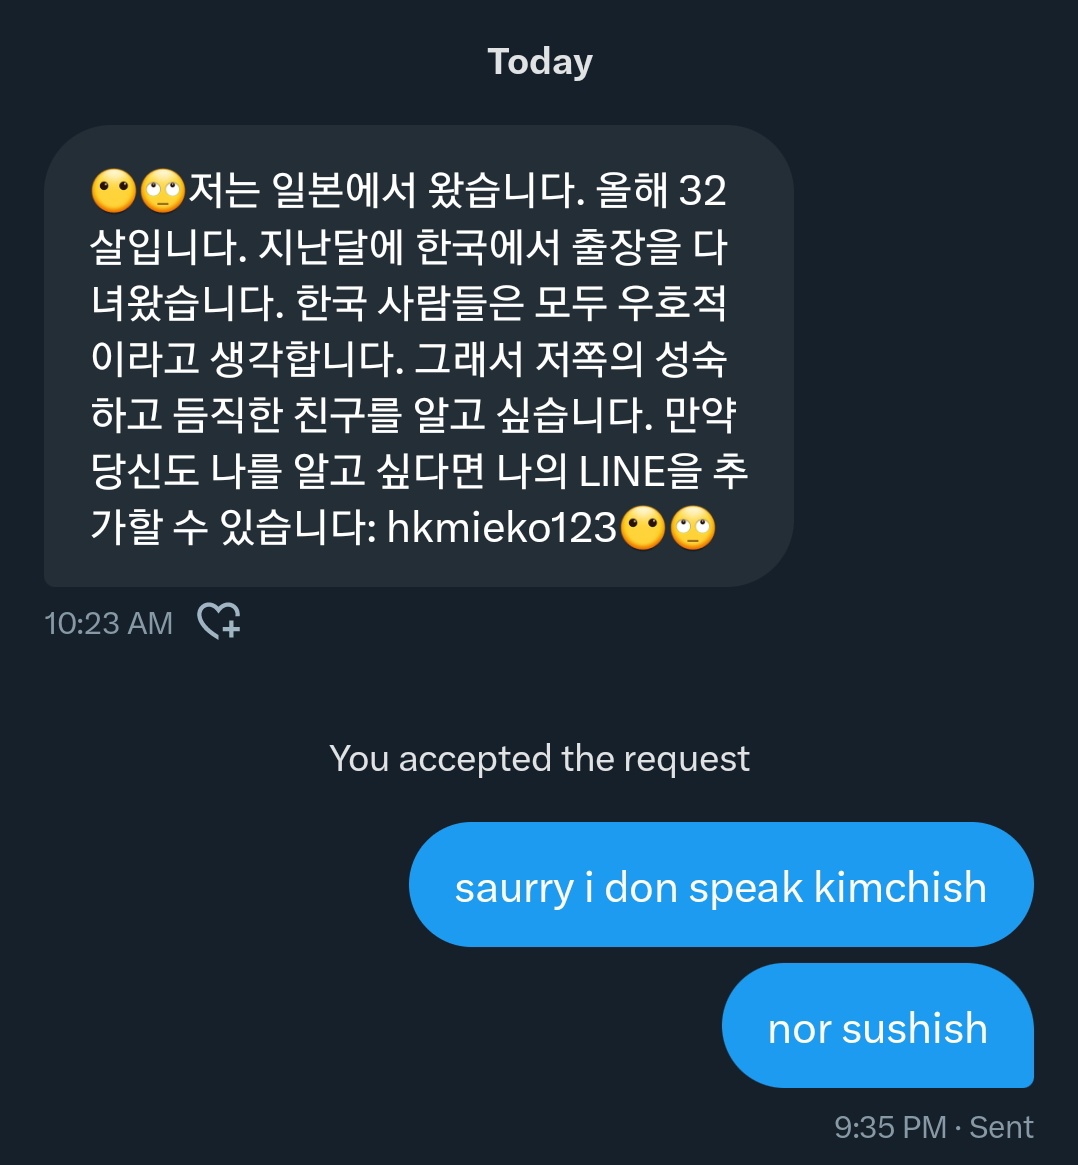 Today
😶🙄저는 일본에서 왔습니다. 올해 32
살입니다. 지난달에 한국에서 출장을 다
녀왔습니다. 한국 사람들은 모두 우호적
이라고 생각합니다. 그래서 저쪽의 성숙
하고 듬직한 친구를 알고 싶습니다. 만약
당신도 나를 알고 싶다면 나의 LINE을 추
가할 수 있습니다: hkmieko123😶🙄
10:23 AM
You accepted the request
saurry i don speak kimchish
nor sushish
9:35 PM · Sent